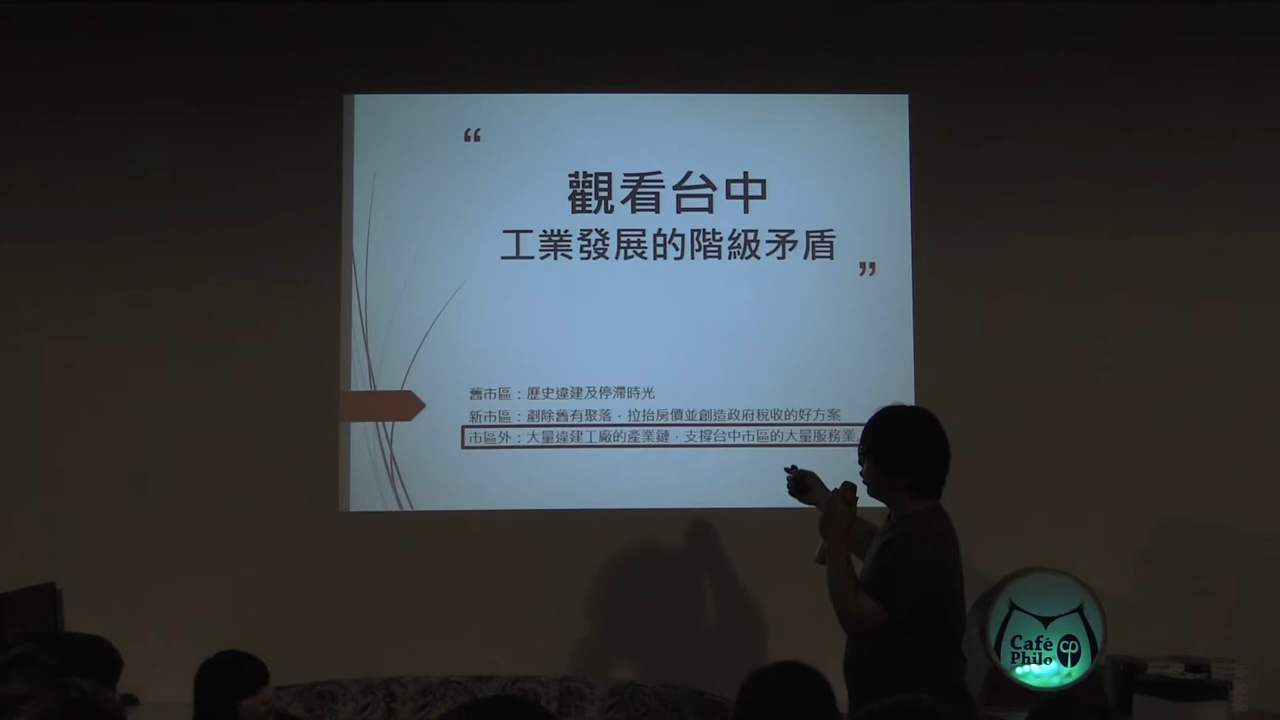 “
觀看台中
工業發展的階級矛盾
”
舊市區：歷史違建及停滯時光
新市區：剷除舊有聚落，拉抬房價並創造政府稅收的好方案
市區外：大量違建工廠的產業鏈，支撐台中市區的大量服務業
Café
Philo